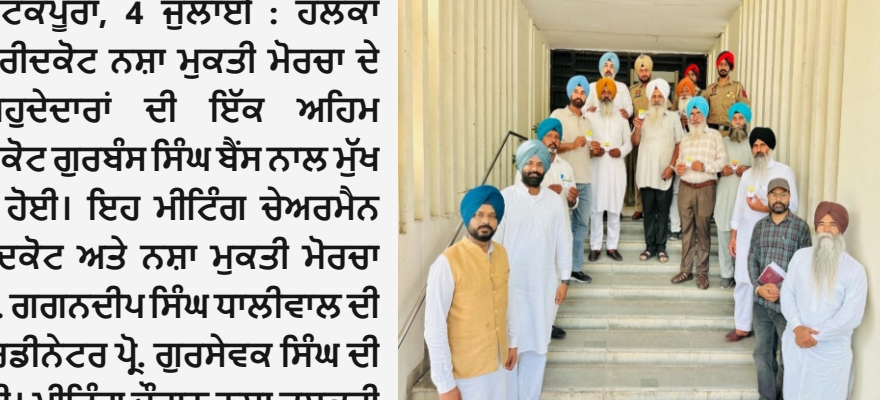 ਟਕਪੂਰਾ, 4 ਜੁਲਾਈ : ਹਲਕਾ
ਰੀਦਕੋਟ ਨਸ਼ਾ ਮੁਕਤੀ ਮੋਰਚਾ ਦੇ
ਹੁਦੇਦਾਰਾਂ ਦੀ ਇੱਕ ਅਹਿਮ
ਕੋਟ ਗੁਰਬੰਸ ਸਿੰਘ ਬੈਂਸ ਨਾਲ ਮੁੱਖ
ਹੋਈ। ਇਹ ਮੀਟਿੰਗ ਚੇਅਰਮੈਨ
ਦਕੋਟ ਅਤੇ ਨਸ਼ਾ ਮੁਕਤੀ ਮੋਰਚਾ
. ਗਗਨਦੀਪ ਸਿੰਘ ਧਾਲੀਵਾਲ ਦੀ
ਡੀਨੇਟਰ ਪ੍ਰੋ. ਗੁਰਸੇਵਕ ਸਿੰਘ ਦੀ